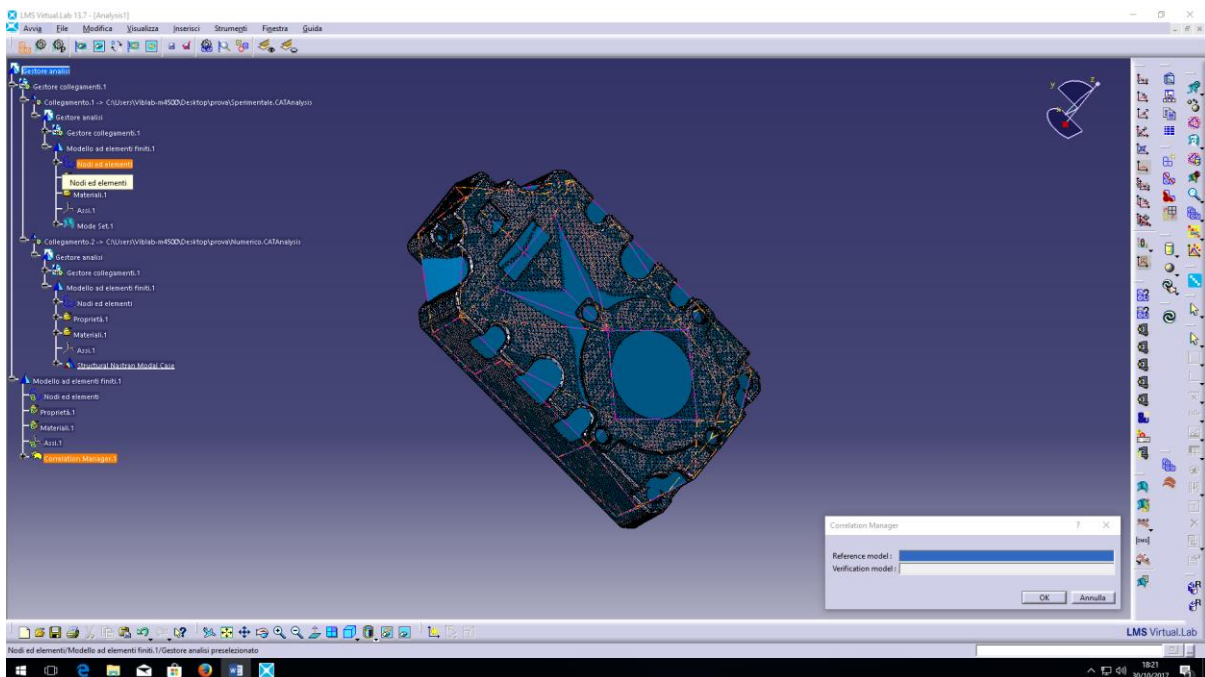 LMS Virtual.Lab 13.7 - [Analysis1]
Avvia File Modifica Visualizza Inserisci Strumenti Finestra Guida
Gestore analisi
Gestore collegamenti.1
Collegamento.1 -> C:\Users\Viblab-m4500\Desktop\prova\Sperimentale.CATAnalysis
Gestore analisi
Gestore collegamenti.1
Modello ad elementi finiti.1
Nodi ed elementi
Nodi ed elementi
Materiali.1
Assi.1
Mode Set.1
Collegamento.2 -> C:\Users\Viblab-m4500\Desktop\prova\Numerico.CATAnalysis
Gestore analisi
Gestore collegamenti.1
Modello ad elementi finiti.1
Nodi ed elementi
Proprietà.1
Materiali.1
Assi.1
Structural Nastran Modal Case
Modello ad elementi finiti.1
Nodi ed elementi
Proprietà.1
Materiali.1
Assi.1
Correlation Manager.1
y z
x
Correlation Manager ? ×
Reference model :
Verification model :
OK Annulla
LMS Virtual.Lab
Nodi ed elementi/Modello ad elementi finiti.1/Gestore analisi preselezionato
18:21
30/10/2017